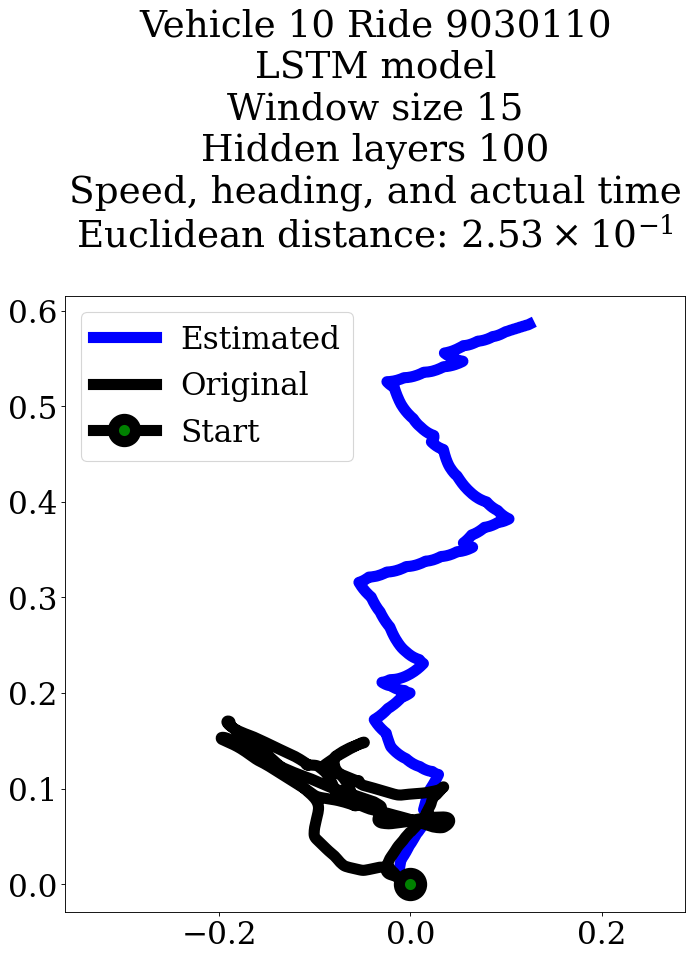 Vehicle 10 Ride 9030110
LSTM model
Window size 15
Hidden layers 100
Speed, heading, and actual time
Euclidean distance: 2.53 × 10⁻¹
Estimated
Original
Start
0.6
0.5
0.4
0.3
0.2
0.1
0.0
−0.2
0.0
0.2